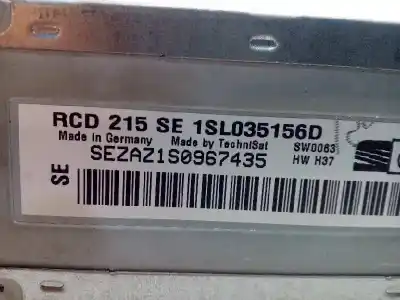 RCD 215 SE 1SL035156D
Made in Germany Made by TechniSat SW0063
SEZAZ1S0967435 HW H37
SE